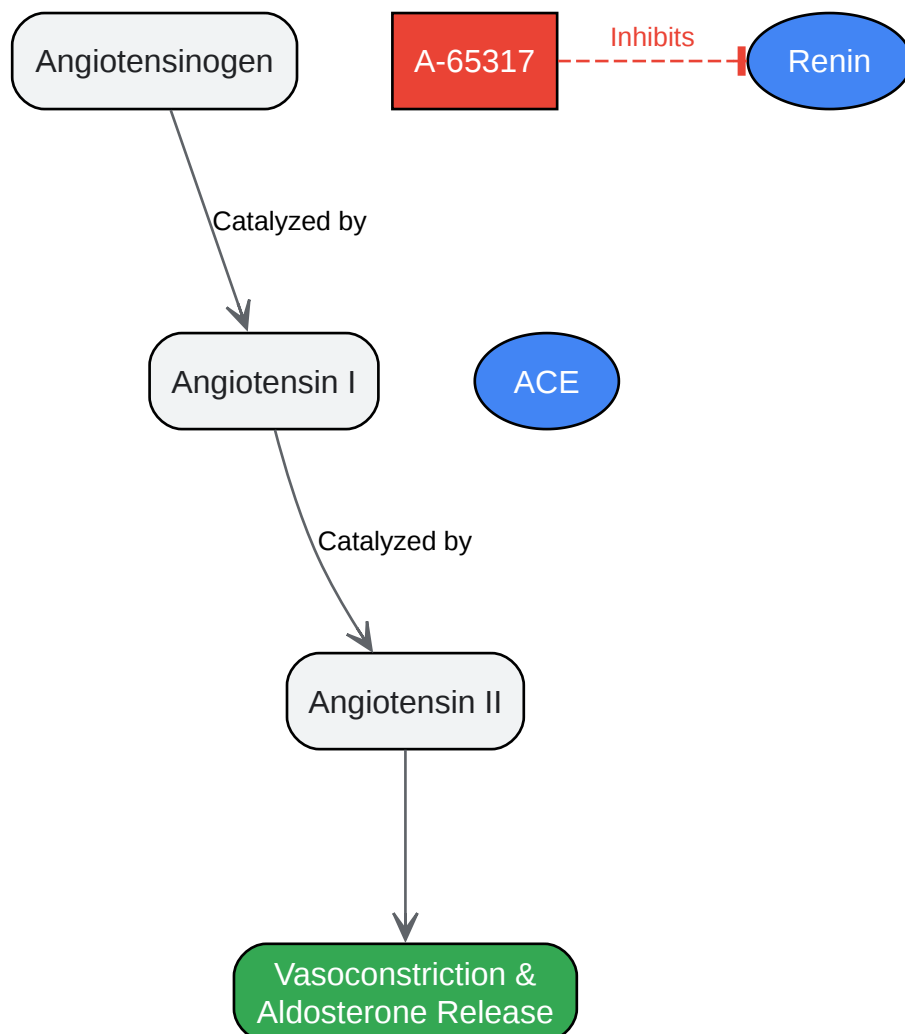 Angiotensinogen
A-65317
Inhibits
Renin
Catalyzed by
Angiotensin I
ACE
Catalyzed by
Angiotensin II
Vasoconstriction &
Aldosterone Release